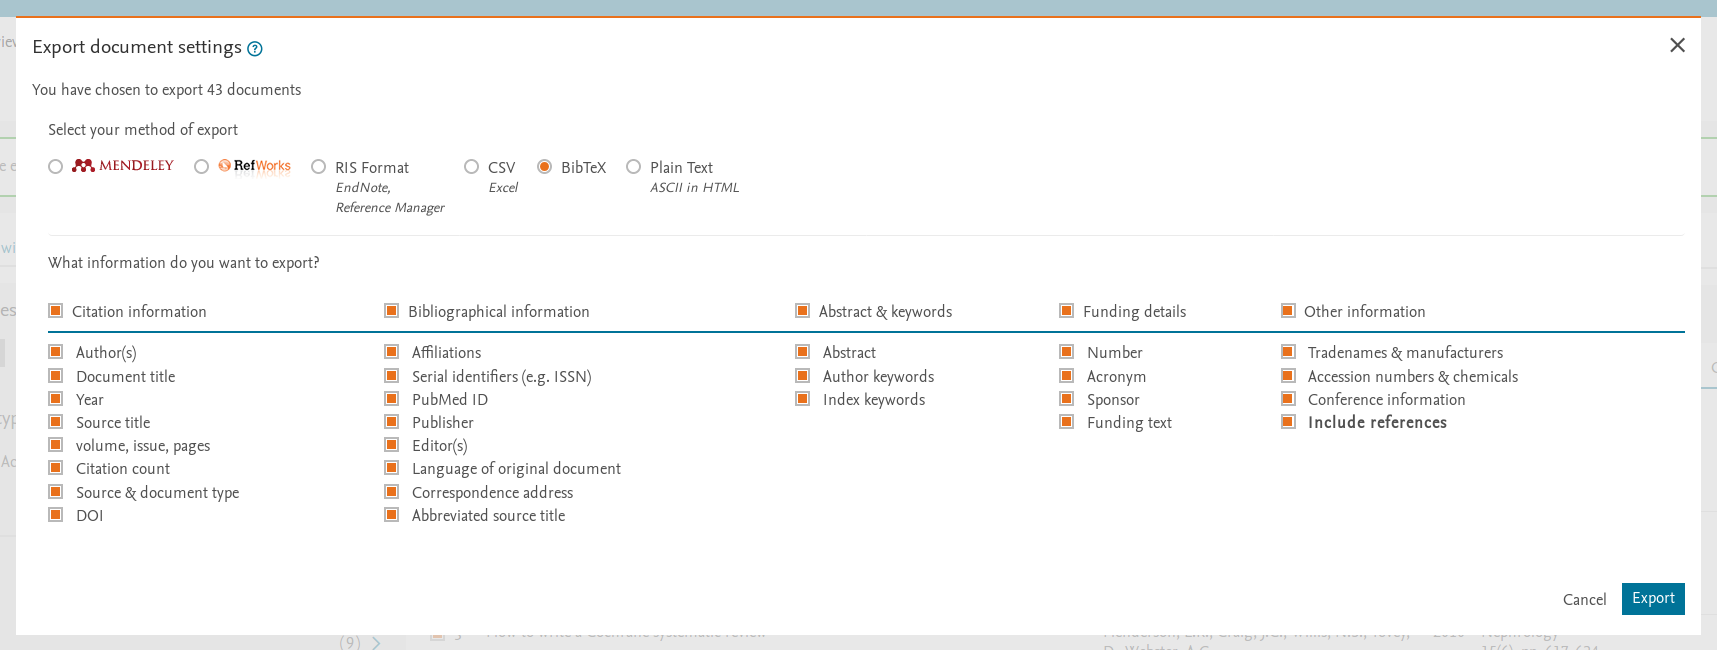 Export document settings ?
You have chosen to export 43 documents
Select your method of export
MENDELEY RefWorks RIS Format CSV BibTeX Plain Text
EndNote, Excel ASCII in HTML
Reference Manager
What information do you want to export?
Citation information Bibliographical information Abstract & keywords Funding details Other information
Author(s) Affiliations Abstract Number Tradenames & manufacturers
Document title Serial identifiers (e.g. ISSN) Author keywords Acronym Accession numbers & chemicals
Year PubMed ID Index keywords Sponsor Conference information
Source title Publisher Funding text Include references
volume, issue, pages Editor(s)
Citation count Language of original document
Source & document type Correspondence address
DOI Abbreviated source title
Cancel Export
(9)